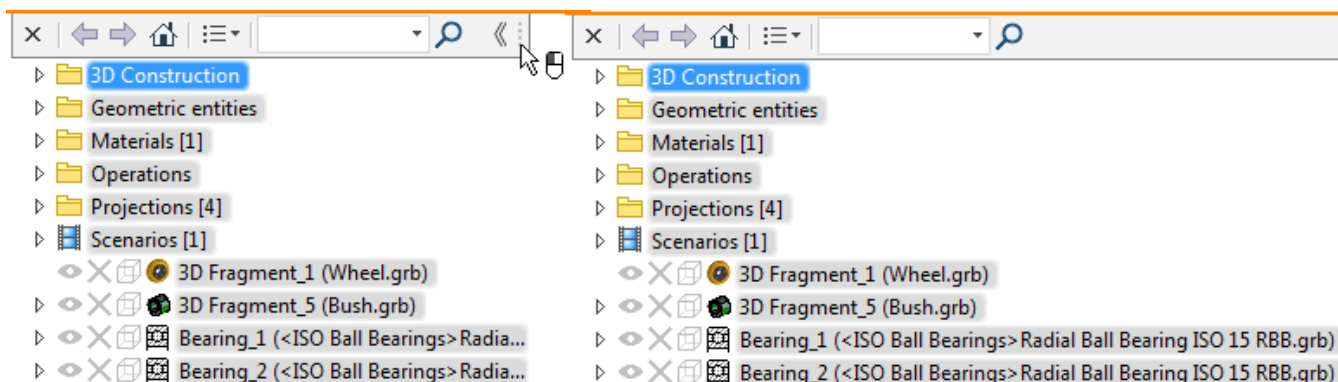 3D Construction
Geometric entities
Materials [1]
Operations
Projections [4]
Scenarios [1]
3D Fragment_1 (Wheel.grb)
3D Fragment_5 (Bush.grb)
Bearing_1 (<ISO Ball Bearings>Radia...
Bearing_2 (<ISO Ball Bearings>Radia...
3D Construction
Geometric entities
Materials [1]
Operations
Projections [4]
Scenarios [1]
3D Fragment_1 (Wheel.grb)
3D Fragment_5 (Bush.grb)
Bearing_1 (<ISO Ball Bearings>Radial Ball Bearing ISO 15 RBB.grb)
Bearing_2 (<ISO Ball Bearings>Radial Ball Bearing ISO 15 RBB.grb)